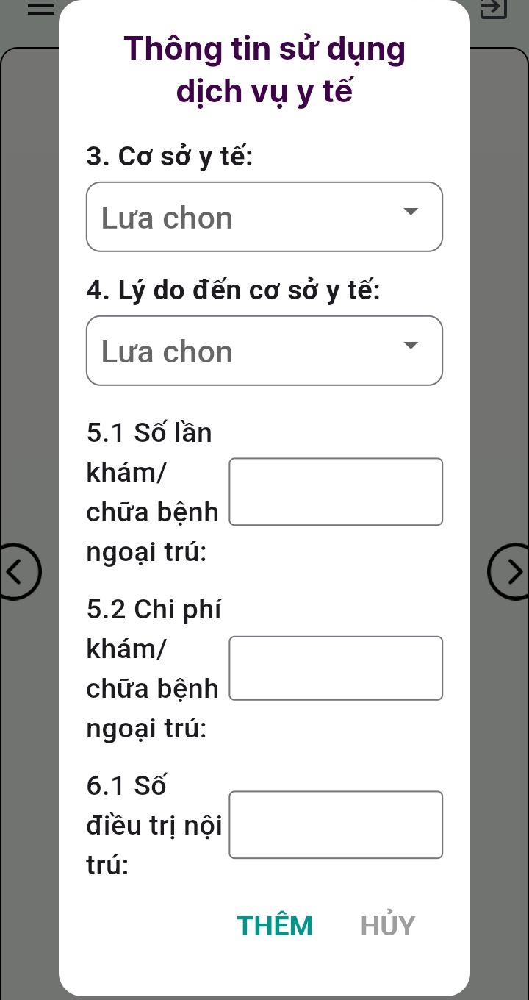 Thông tin sử dụng
dịch vụ y tế
3. Cơ sở y tế:
Lưa chon
4. Lý do đến cơ sở y tế:
Lưa chon
5.1 Số lần
khám/
chữa bệnh
ngoại trú:
5.2 Chi phí
khám/
chữa bệnh
ngoại trú:
6.1 Số
điều trị nội
trú:
THÊM HỦY